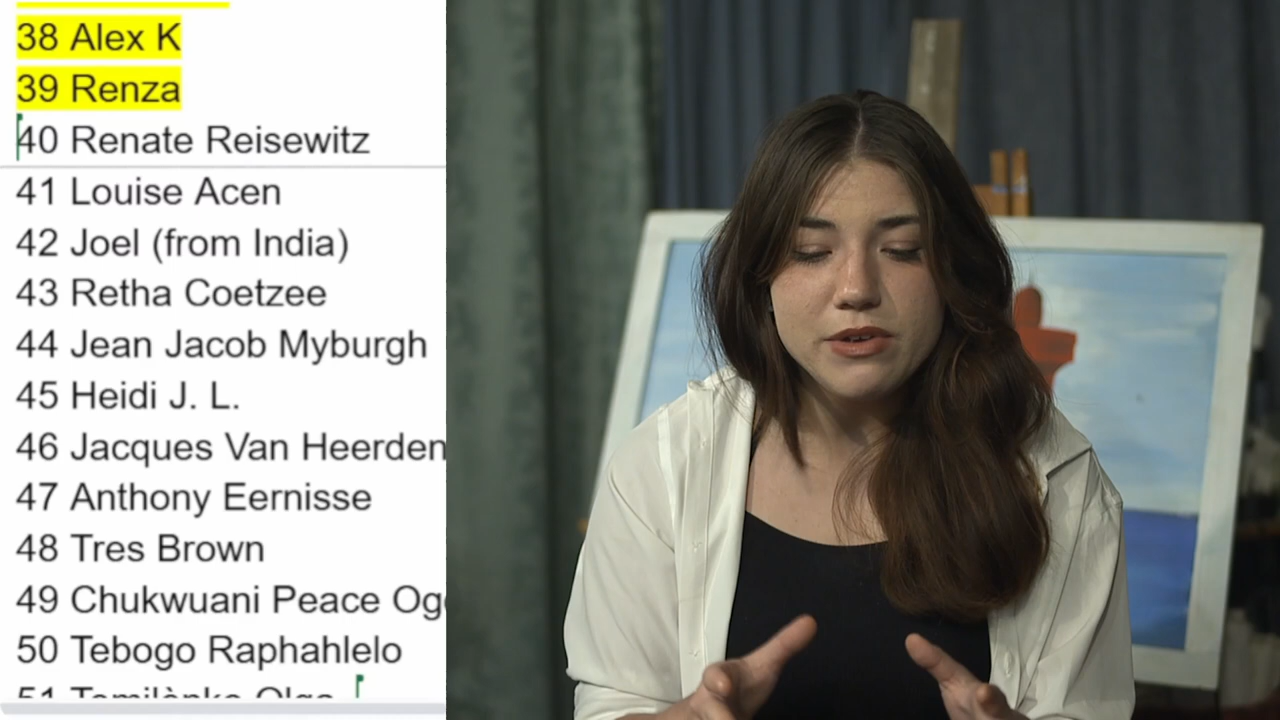 38 Alex K
39 Renza
40 Renate Reisewitz
41 Louise Acen
42 Joel (from India)
43 Retha Coetzee
44 Jean Jacob Myburgh
45 Heidi J. L.
46 Jacques Van Heerden
47 Anthony Eernisse
48 Tres Brown
49 Chukwuani Peace
50 Tebogo Raphahlelo
51